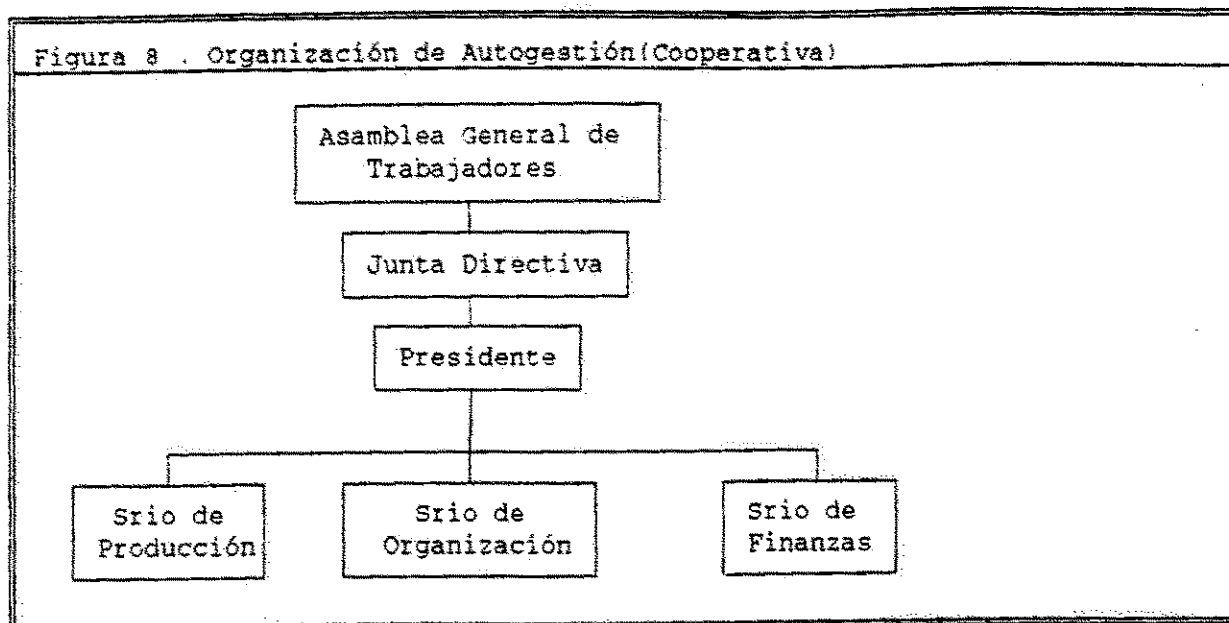 Figura 8 . Organización de Autogestión(Cooperativa)
Asamblea General de
Trabajadores
Junta Directiva
Presidente
Srio de
Producción
Srio de
Organización
Srio de
Finanzas